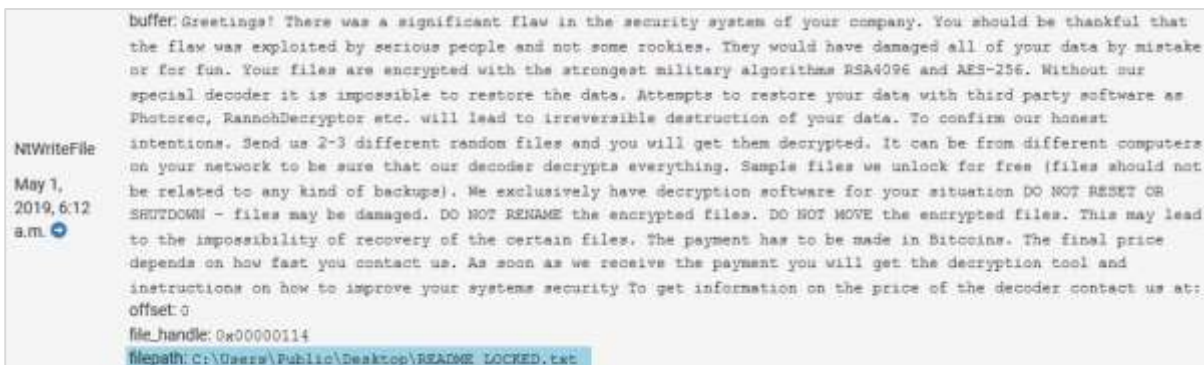 buffer: Greetings! There was a significant flaw in the security system of your company. You should be thankful that
the flaw was exploited by serious people and not some rookies. They would have damaged all of your data by mistake
or for fun. Your files are encrypted with the strongest military algorithms RSA4096 and AES-256. Without our
special decoder it is impossible to restore the data. Attempts to restore your data with third party software as
Photorec, RannohDecryptor etc. will lead to irreversible destruction of your data. To confirm our honest
NtWriteFile intentions. Send us 2-3 different random files and you will get them decrypted. It can be from different computers
on your network to be sure that our decoder decrypts everything. Sample files we unlock for free (files should not
May 1, be related to any kind of backups). We exclusively have decryption software for your situation DO NOT RESET OR
2019, 6:12 SHUTDOWN - files may be damaged. DO NOT RENAME the encrypted files. DO NOT MOVE the encrypted files. This may lead
a.m. to the impossibility of recovery of the certain files. The payment has to be made in Bitcoins. The final price
depends on how fast you contact us. As soon as we receive the payment you will get the decryption tool and
instructions on how to improve your systems security To get information on the price of the decoder contact us at:
offset: 0
file_handle: 0x00000114
filepath: C:\Users\Public\Desktop\README_LOCKED.txt